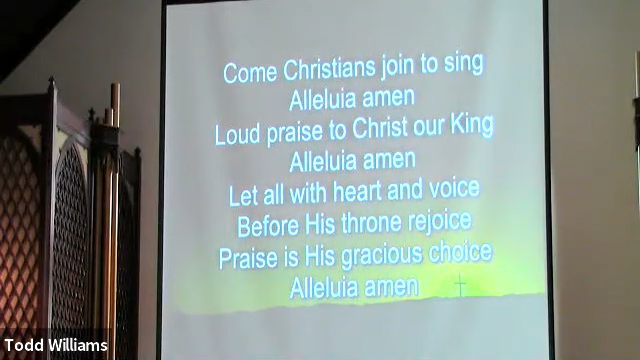 Come Christians join to sing
Alleluia amen
Loud praise to Christ our King
Alleluia amen
Let all with heart and voice
Before His throne rejoice
Praise is His gracious choice
Alleluia amen
Todd Williams